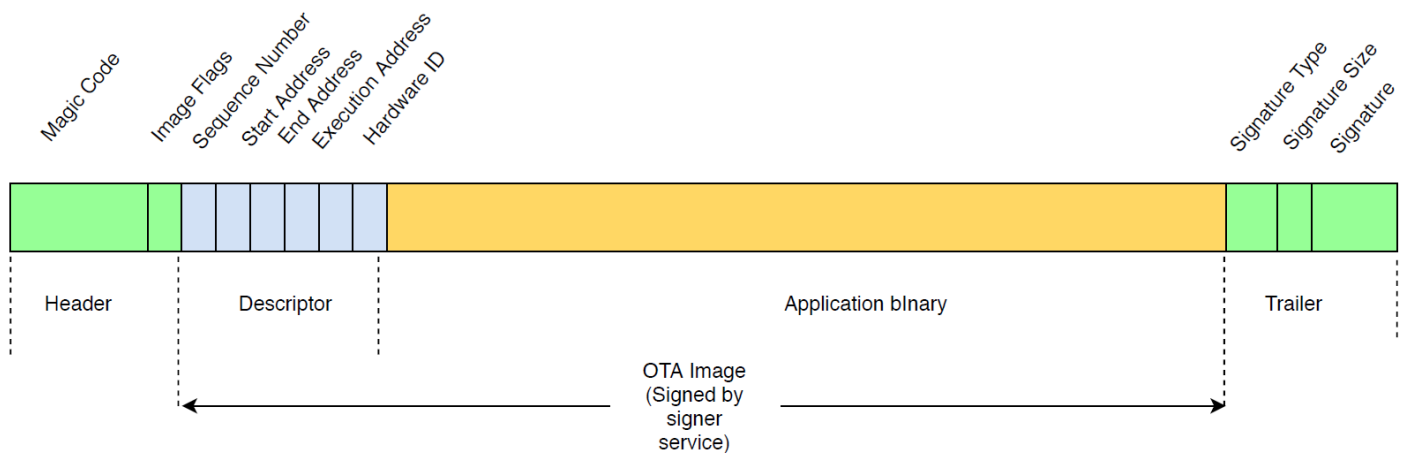 Magic Code
Image Flags
Sequence Number
Start Address
End Address
Execution Address
Hardware ID
Signature Type
Signature Size
Signature
Header
Descriptor
Application bInary
Trailer
OTA Image
(Signed by
signer
service)